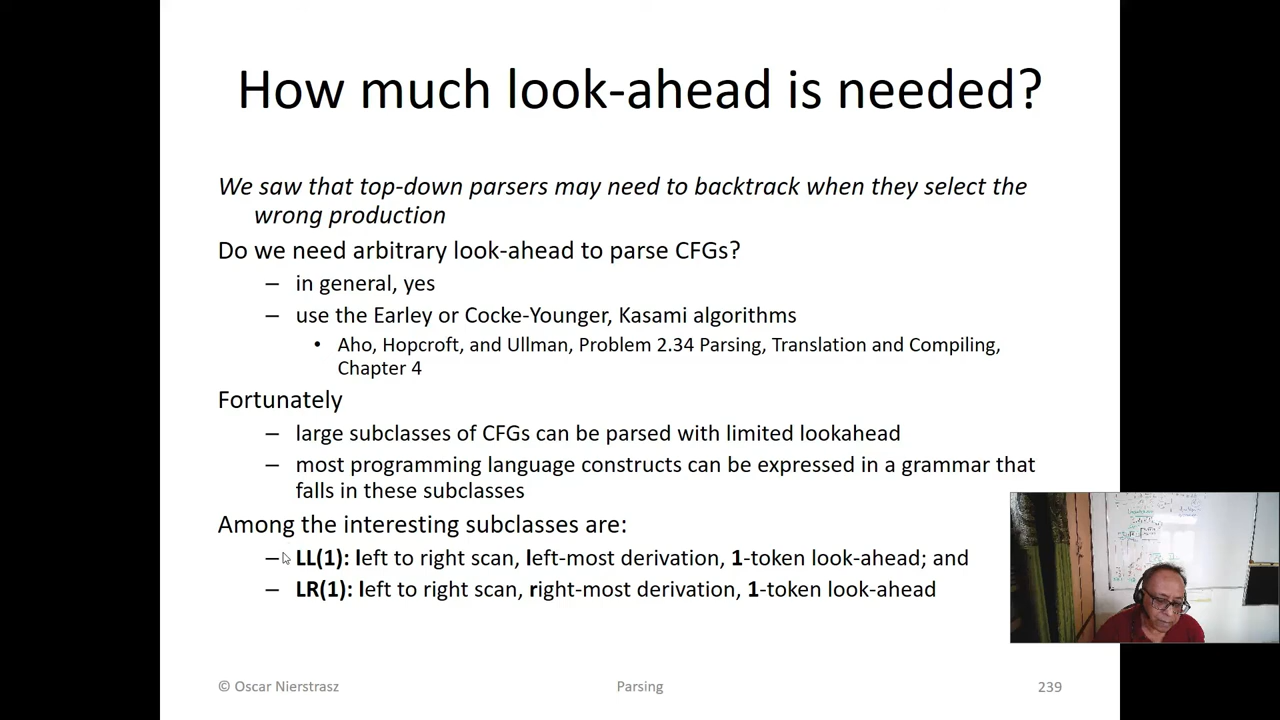 How much look-ahead is needed?
We saw that top-down parsers may need to backtrack when they select the
wrong production
Do we need arbitrary look-ahead to parse CFGs?
– in general, yes
– use the Earley or Cocke-Younger, Kasami algorithms
• Aho, Hopcroft, and Ullman, Problem 2.34 Parsing, Translation and Compiling,
Chapter 4
Fortunately
– large subclasses of CFGs can be parsed with limited lookahead
– most programming language constructs can be expressed in a grammar that
falls in these subclasses
Among the interesting subclasses are:
– LL(1): left to right scan, left-most derivation, 1-token look-ahead; and
– LR(1): left to right scan, right-most derivation, 1-token look-ahead
© Oscar Nierstrasz
Parsing
239